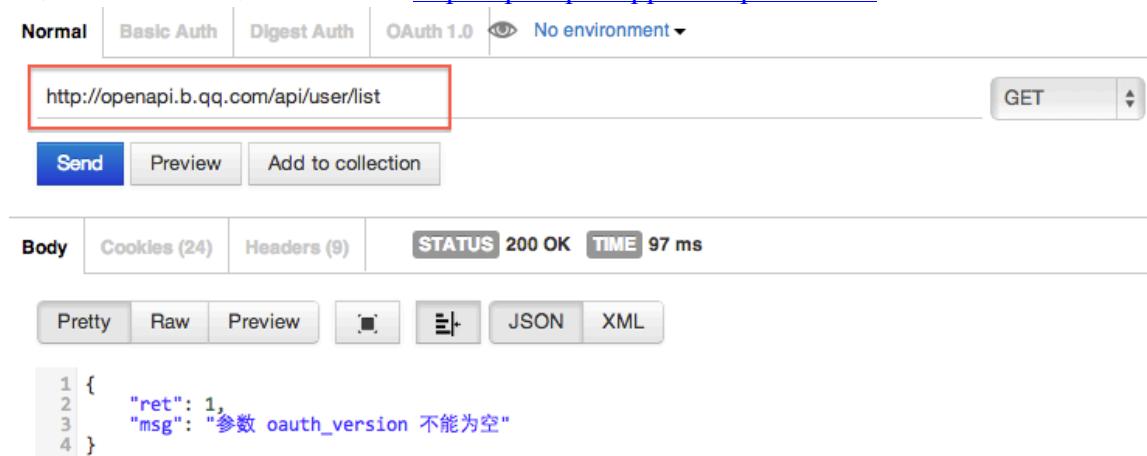 Normal Basic Auth Digest Auth OAuth 1.0 No environment
http://openapi.b.qq.com/api/user/list GET
Send Preview Add to collection
Body Cookies (24) Headers (9) STATUS 200 OK TIME 97 ms
Pretty Raw Preview JSON XML
1 {
2 "ret": 1,
3 "msg": "参数 oauth_version 不能为空"
4 }